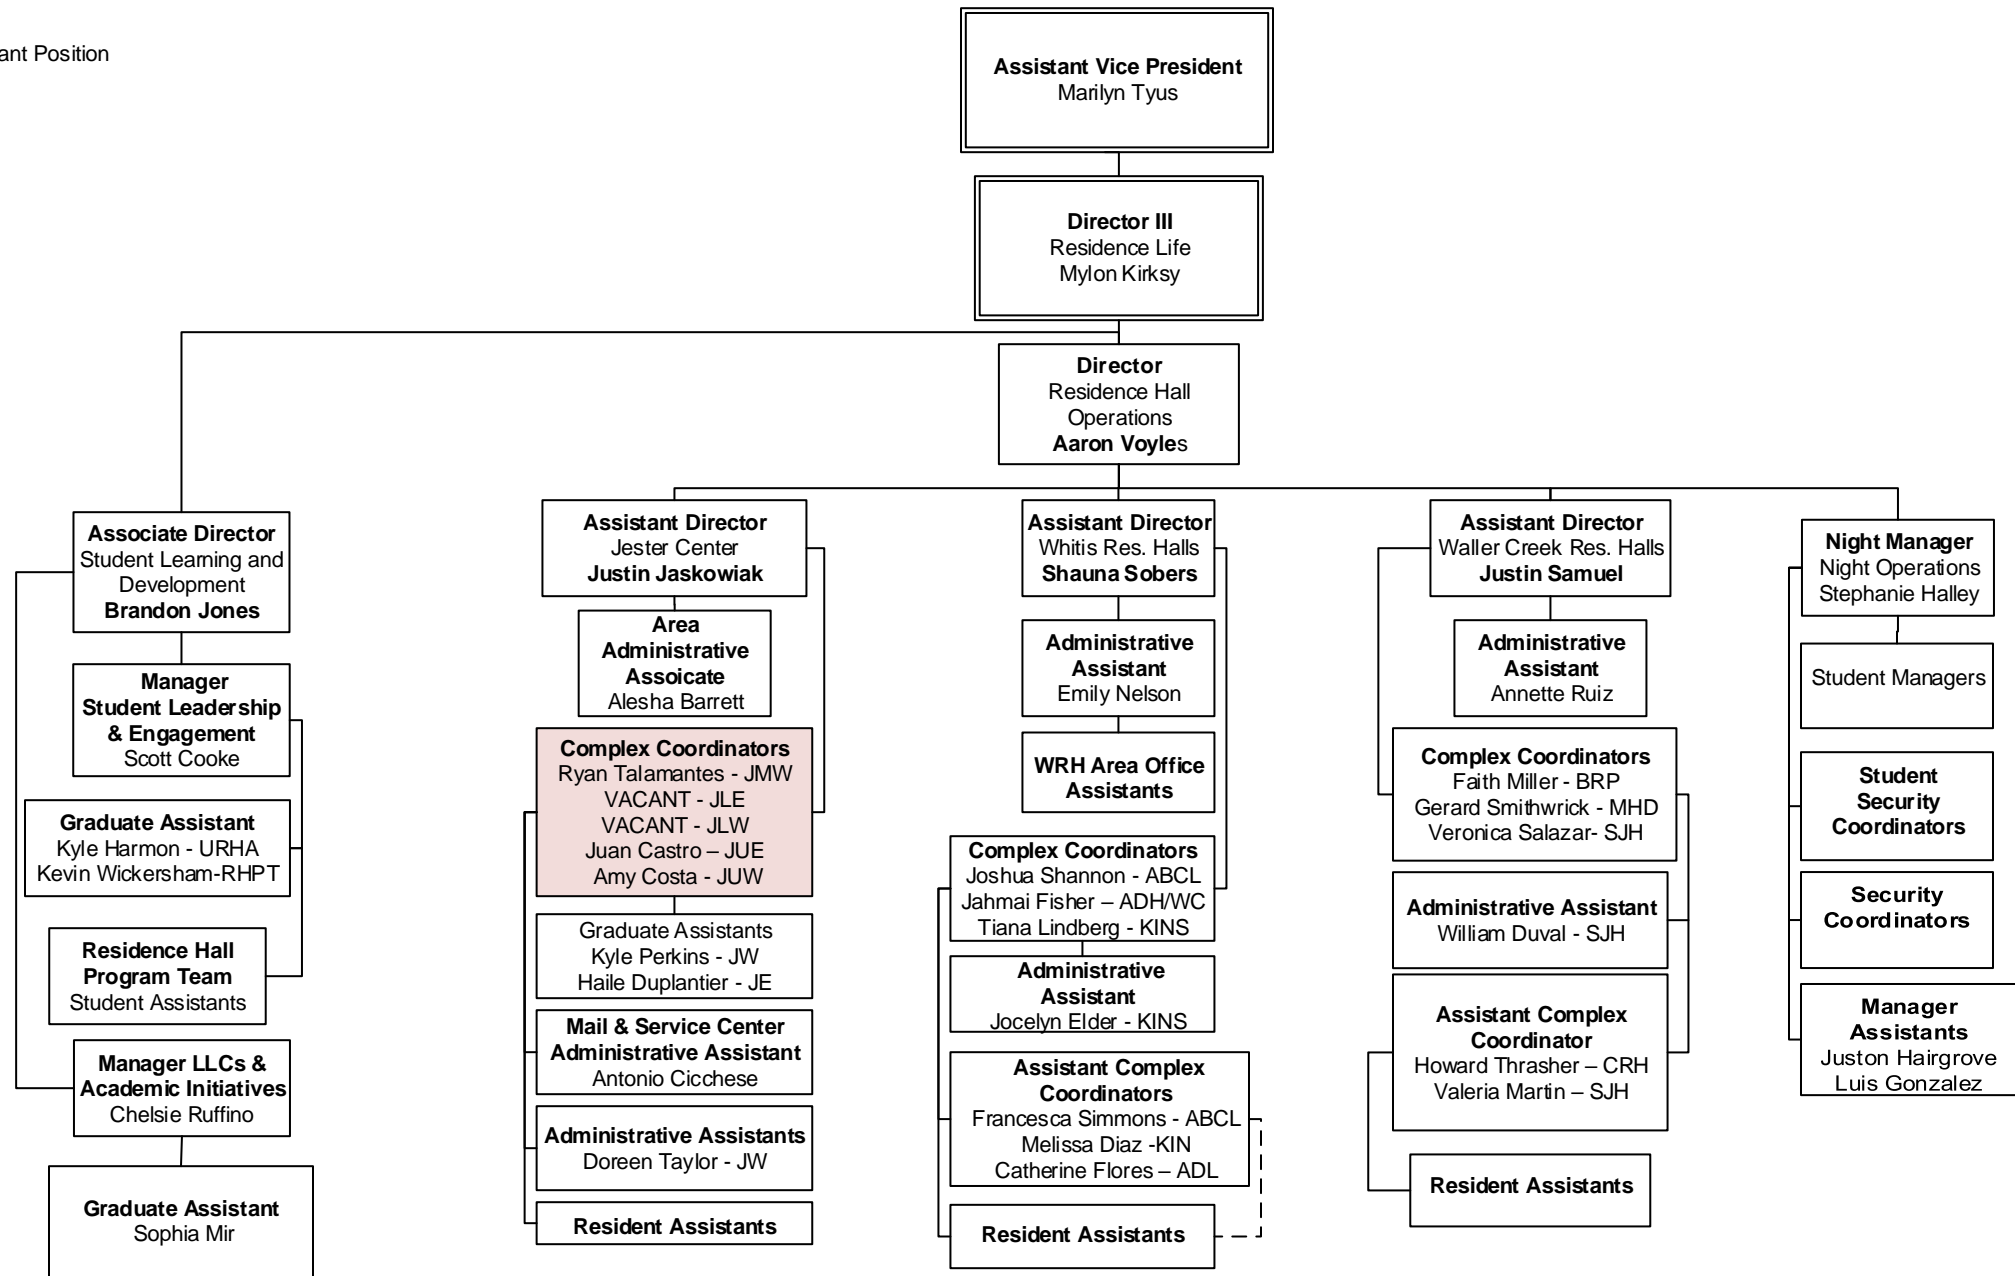 ant Position
Assistant Vice President
Marilyn Tyus
Director III
Residence Life
Mylon Kirksy
Director
Residence Hall
Operations
Aaron Voyles
Associate Director
Student Learning and
Development
Brandon Jones
Manager
Student Leadership
& Engagement
Scott Cooke
Graduate Assistant
Kyle Harmon - URHA
Kevin Wickersham-RHPT
Residence Hall
Program Team
Student Assistants
Manager LLCs &
Academic Initiatives
Chelsie Ruffino
Graduate Assistant
Sophia Mir
Assistant Director
Jester Center
Justin Jaskowiak
Area
Administrative
Assoicate
Alesha Barrett
Complex Coordinators
Ryan Talamantes - JMW
VACANT - JLE
VACANT - JLW
Juan Castro – JUE
Amy Costa - JUW
Graduate Assistants
Kyle Perkins - JW
Haile Duplantier - JE
Mail & Service Center
Administrative Assistant
Antonio Cicchese
Administrative Assistants
Doreen Taylor - JW
Resident Assistants
Assistant Director
Whitis Res. Halls
Shauna Sobers
Administrative
Assistant
Emily Nelson
WRH Area Office
Assistants
Complex Coordinators
Joshua Shannon - ABCL
Jahmai Fisher – ADH/WC
Tiana Lindberg - KINS
Administrative
Assistant
Jocelyn Elder - KINS
Assistant Complex
Coordinators
Francesca Simmons - ABCL
Melissa Diaz -KIN
Catherine Flores – ADL
Resident Assistants
Assistant Director
Waller Creek Res. Halls
Justin Samuel
Administrative
Assistant
Annette Ruiz
Complex Coordinators
Faith Miller - BRP
Gerard Smithwrick - MHD
Veronica Salazar- SJH
Administrative Assistant
William Duval - SJH
Assistant Complex
Coordinator
Howard Thrasher – CRH
Valeria Martin – SJH
Resident Assistants
Night Manager
Night Operations
Stephanie Halley
Student Managers
Student
Security
Coordinators
Security
Coordinators
Manager
Assistants
Juston Hairgrove
Luis Gonzalez